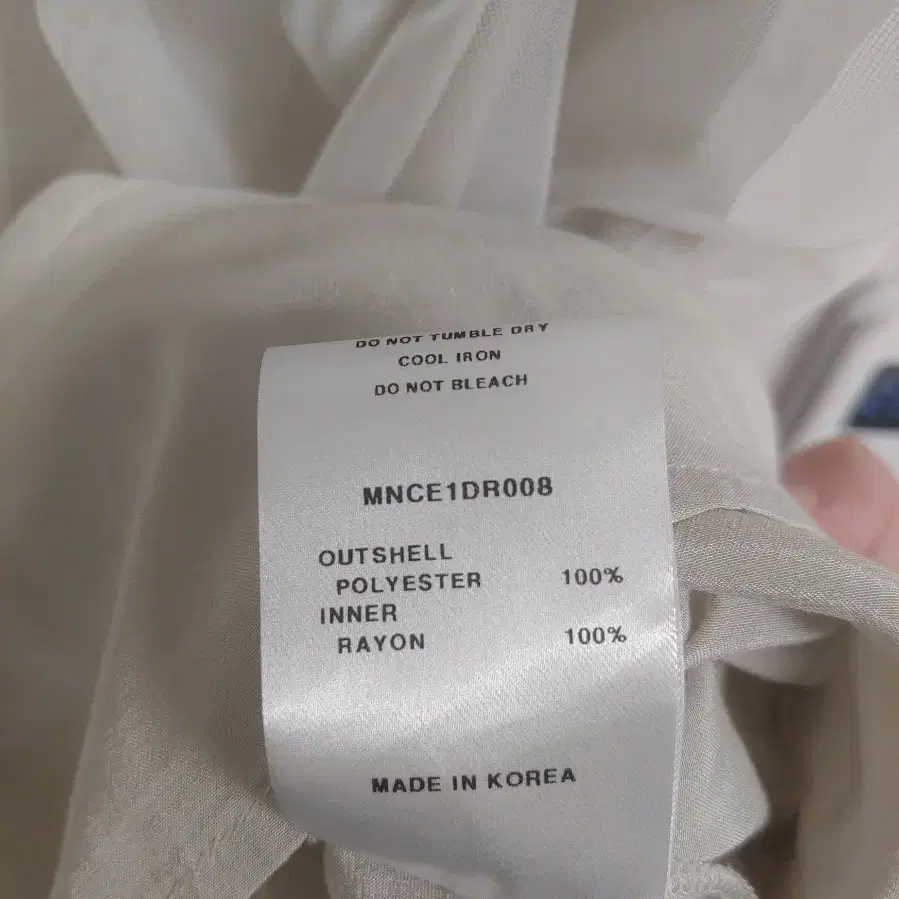 DO NOT TUMBLE DRY
COOL IRON
DO NOT BLEACH
MNCE1DR008
OUTSHELL
POLYESTER 100%
INNER
RAYON 100%
MADE IN KOREA